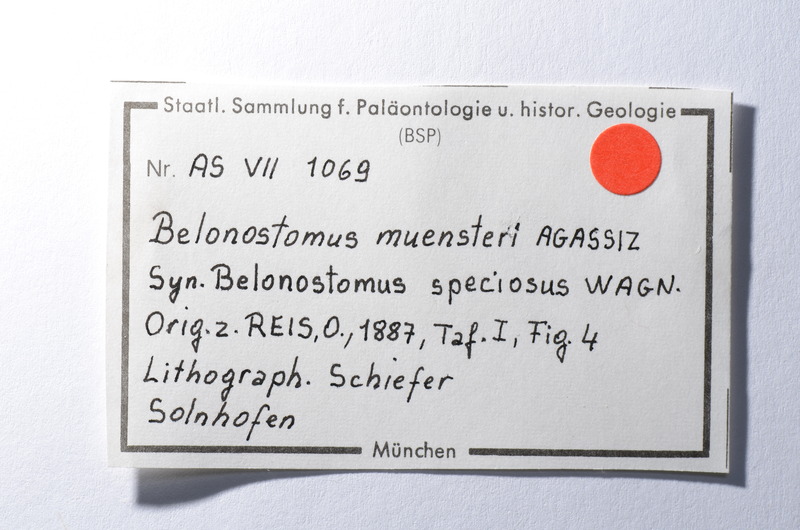 Staatl. Sammlung f. Paläontologie u. histor. Geologie
(BSP)
Nr. AS VII 1069
Belonostomus muensteri AGASSIZ
Syn. Belonostomus speciosus WAGN.
Orig. z. REIS, O., 1887, Taf. I, Fig. 4
Lithograph. Schiefer
Solnhofen
München